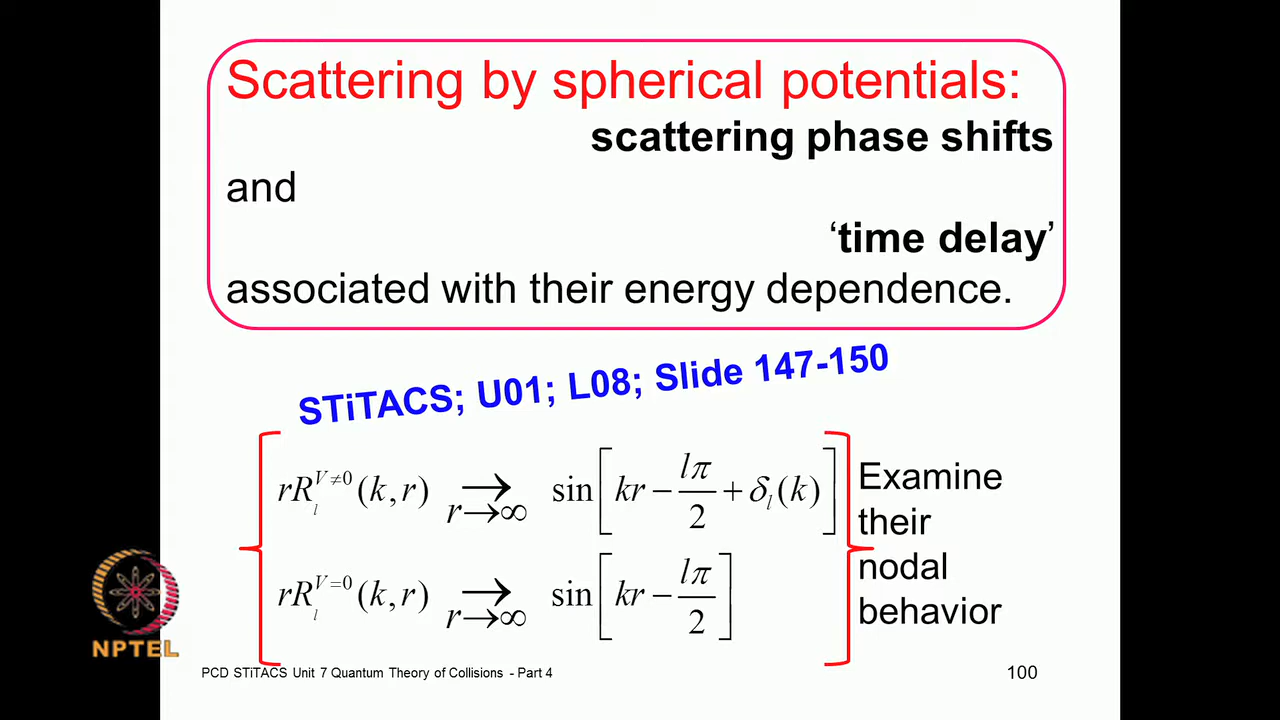 Scattering by spherical potentials:
scattering phase shifts
and
‘time delay’
associated with their energy dependence.
STiTACS; U01; L08; Slide 147-150
rR_l^{V≠0}(k,r) →_{r→∞} sin[kr − lπ/2 + δ_l(k)]
rR_l^{V=0}(k,r) →_{r→∞} sin[kr − lπ/2]
Examine
their
nodal
behavior
NPTEL
PCD STiTACS Unit 7 Quantum Theory of Collisions - Part 4
100